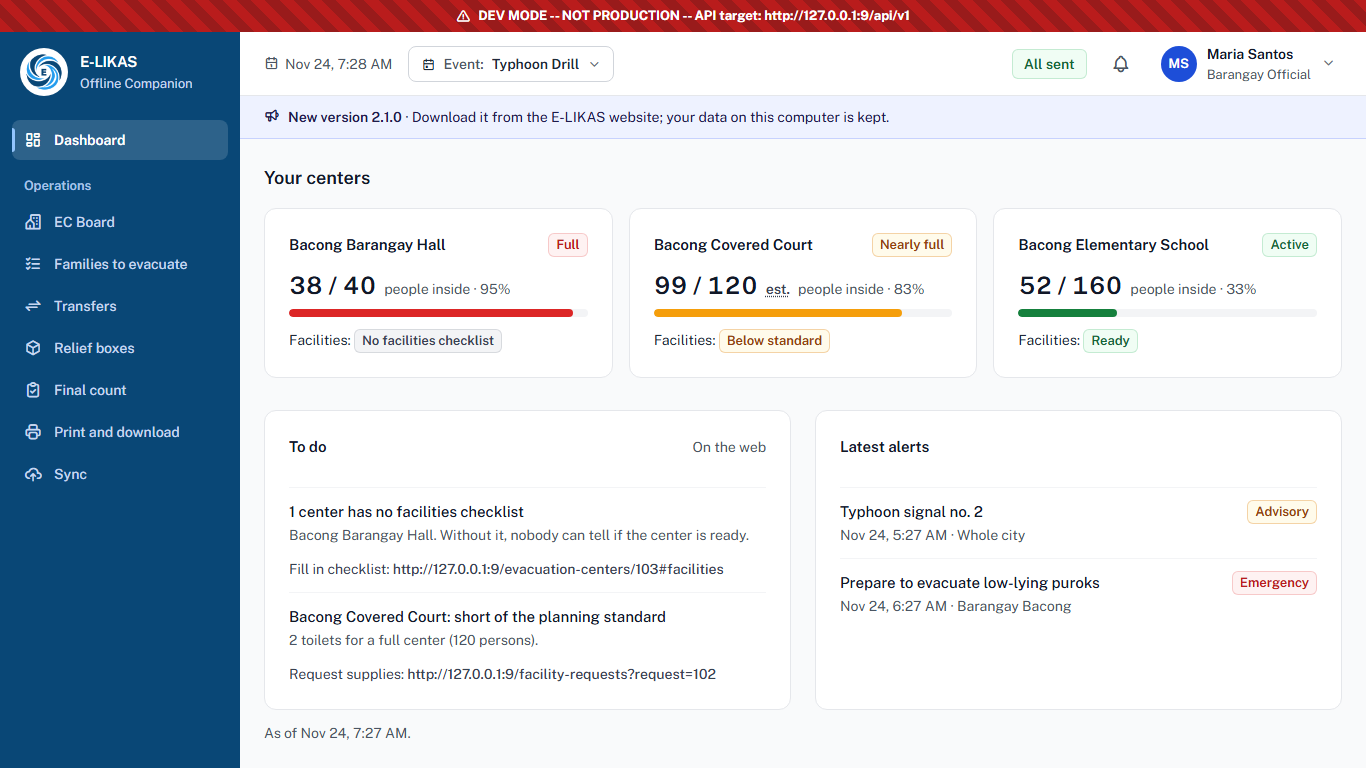 DEV MODE -- NOT PRODUCTION -- API target: http://127.0.0.1:9/api/v1
E-LIKAS
Offline Companion
Nov 24, 7:28 AM
Event: Typhoon Drill
All sent
MS
Maria Santos
Barangay Official
New version 2.1.0 · Download it from the E-LIKAS website; your data on this computer is kept.
Dashboard
Operations
EC Board
Families to evacuate
Transfers
Relief boxes
Final count
Print and download
Sync
Your centers
Bacong Barangay Hall
Full
38 / 40 people inside · 95%
Facilities: No facilities checklist
Bacong Covered Court
Nearly full
99 / 120 est. people inside · 83%
Facilities: Below standard
Bacong Elementary School
Active
52 / 160 people inside · 33%
Facilities: Ready
To do
On the web
1 center has no facilities checklist
Bacong Barangay Hall. Without it, nobody can tell if the center is ready.
Fill in checklist: http://127.0.0.1:9/evacuation-centers/103#facilities
Bacong Covered Court: short of the planning standard
2 toilets for a full center (120 persons).
Request supplies: http://127.0.0.1:9/facility-requests?request=102
Latest alerts
Typhoon signal no. 2
Advisory
Nov 24, 5:27 AM · Whole city
Prepare to evacuate low-lying puroks
Emergency
Nov 24, 6:27 AM · Barangay Bacong
As of Nov 24, 7:27 AM.